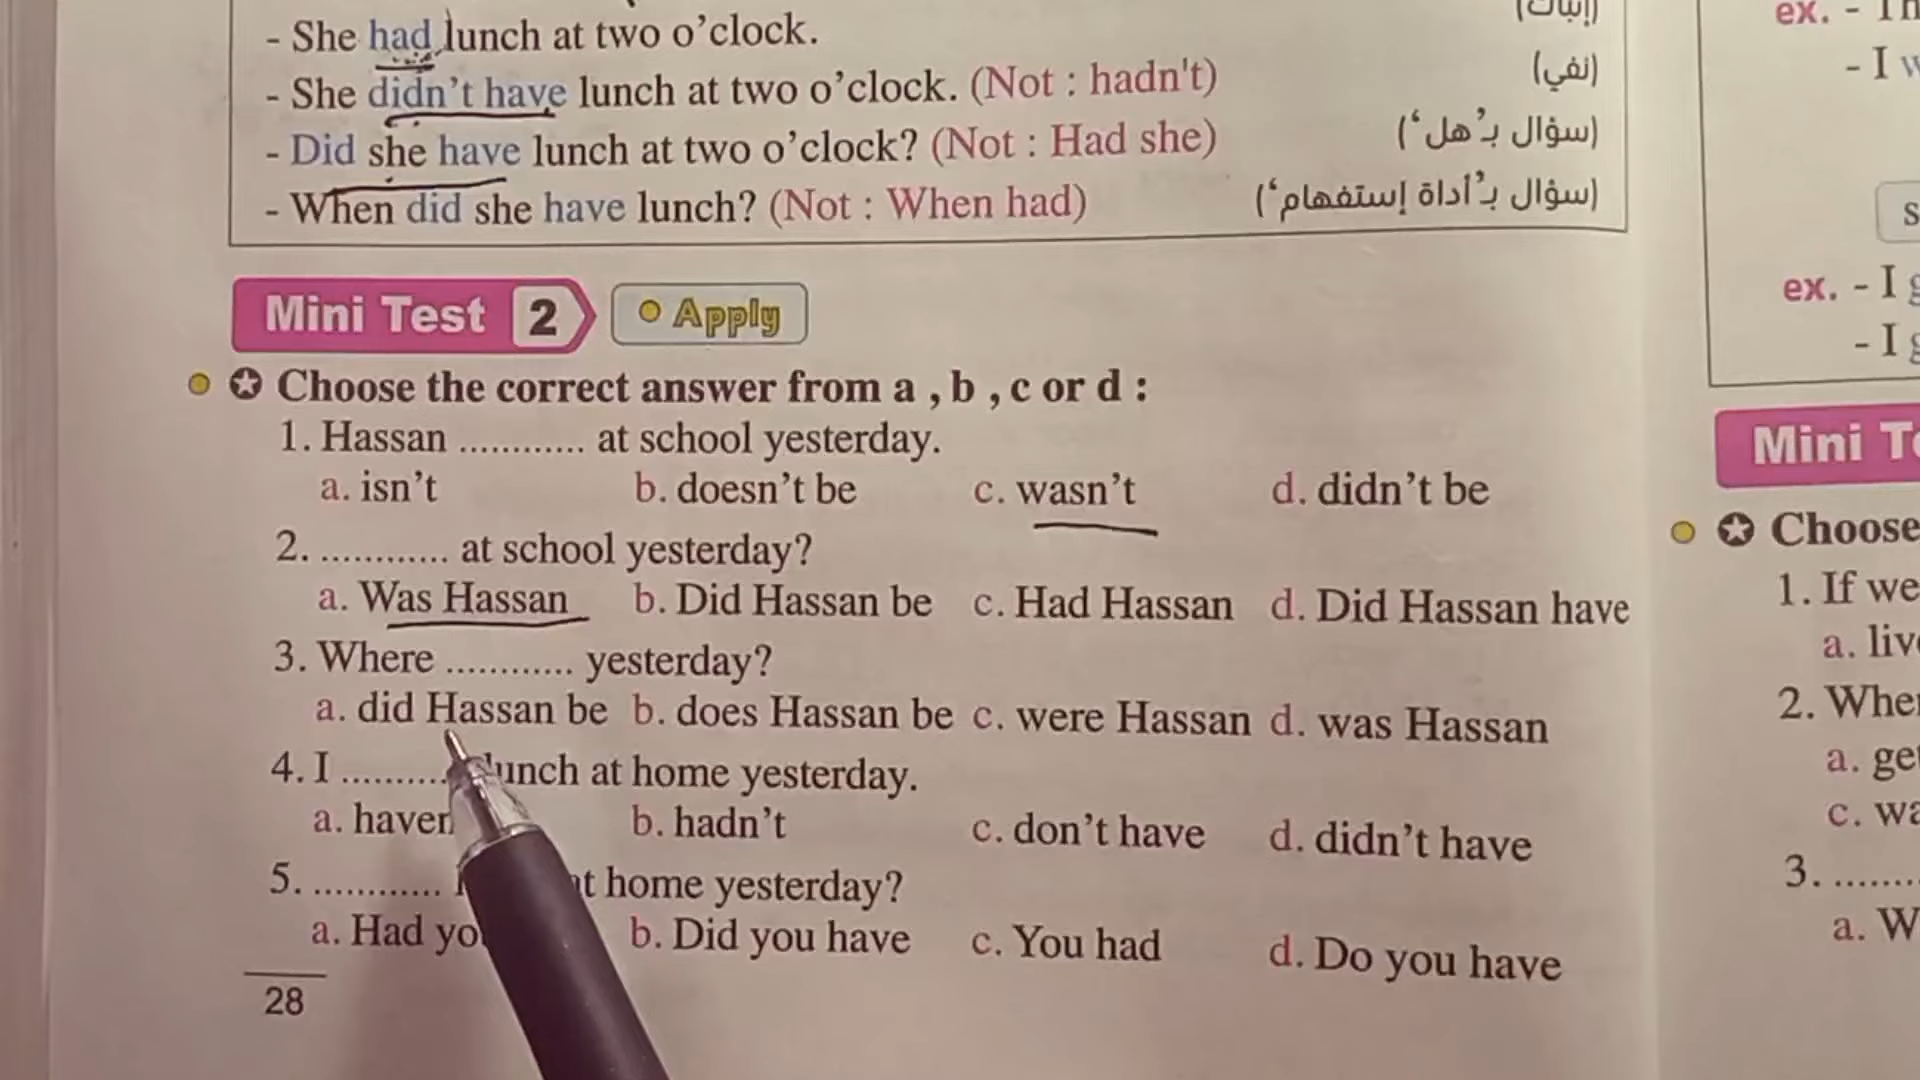 - She had lunch at two o’clock. (إثبات)
- She didn’t have lunch at two o’clock. (Not : hadn't) (نفي)
- Did she have lunch at two o’clock? (Not : Had she) (سؤال بـ’هل‘)
- When did she have lunch? (Not : When had) (سؤال بـ’أداة إستفهام‘)
Mini Test 2 Apply
Choose the correct answer from a , b , c or d :
1. Hassan ............ at school yesterday.
a. isn’t b. doesn’t be c. wasn’t d. didn’t be
2. ............ at school yesterday?
a. Was Hassan b. Did Hassan be c. Had Hassan d. Did Hassan have
3. Where ............ yesterday?
a. did Hassan be b. does Hassan be c. were Hassan d. was Hassan
4. I .......... lunch at home yesterday.
a. b. hadn’t c. don’t have d. didn’t have
5. ............ at home yesterday?
a. Had b. Did you have c. You had d. Do you have
28
ex. -
- I
s
ex. - I
- I
Mini
Choose
1. If we
a.
2.
a.
c.
3. ........
a.